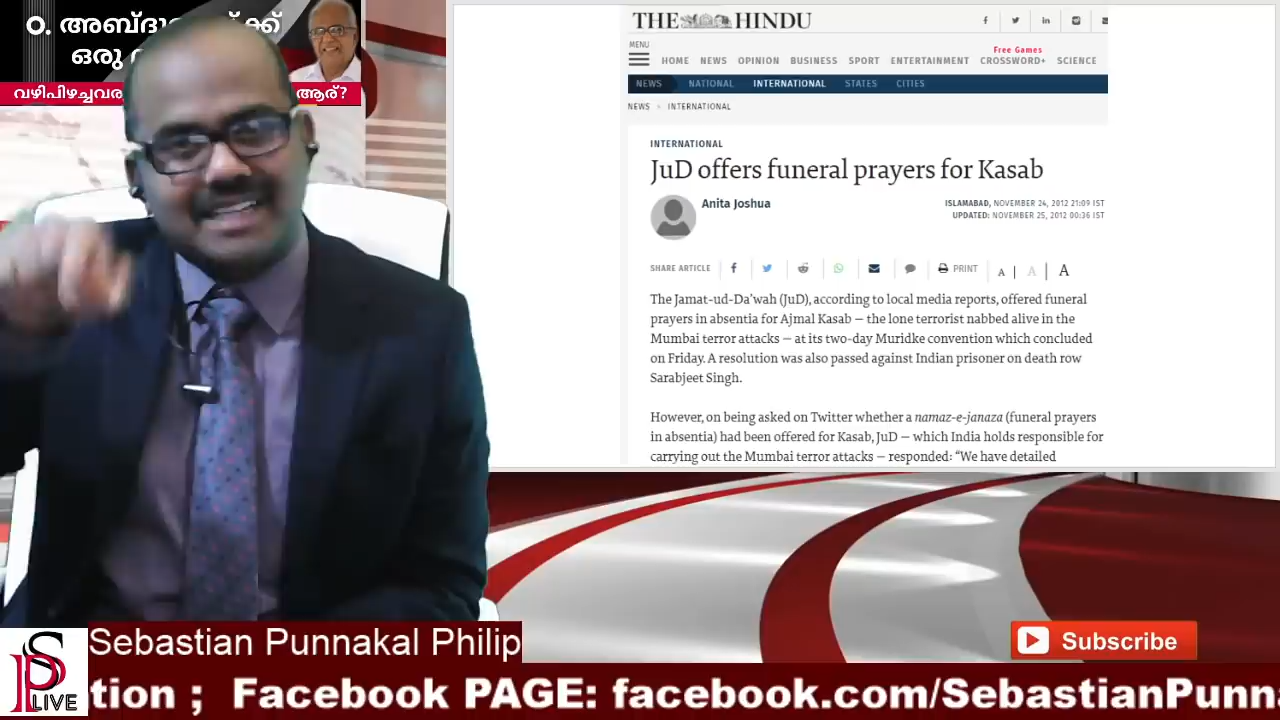 ഒരു
വഴിപിഴച്ചവര
ആര്?
THE HINDU
MENU
HOME NEWS OPINION BUSINESS SPORT ENTERTAINMENT CROSSWORD+ SCIENCE
Free Games
NEWS NATIONAL INTERNATIONAL STATES CITIES
NEWS > INTERNATIONAL
INTERNATIONAL
JuD offers funeral prayers for Kasab
Anita Joshua
ISLAMABAD, NOVEMBER 24, 2012 21:09 IST
UPDATED: NOVEMBER 25, 2012 00:36 IST
SHARE ARTICLE
PRINT A | A | A
The Jamat-ud-Da’wah (JuD), according to local media reports, offered funeral
prayers in absentia for Ajmal Kasab — the lone terrorist nabbed alive in the
Mumbai terror attacks — at its two-day Muridke convention which concluded
on Friday. A resolution was also passed against Indian prisoner on death row
Sarabjeet Singh.
However, on being asked on Twitter whether a namaz-e-janaza (funeral prayers
in absentia) had been offered for Kasab, JuD — which India holds responsible for
carrying out the Mumbai terror attacks — responded: “We have detailed
SP LIVE
Sebastian Punnakal Philip
Subscribe
tion ; Facebook PAGE: facebook.com/SebastianPunn